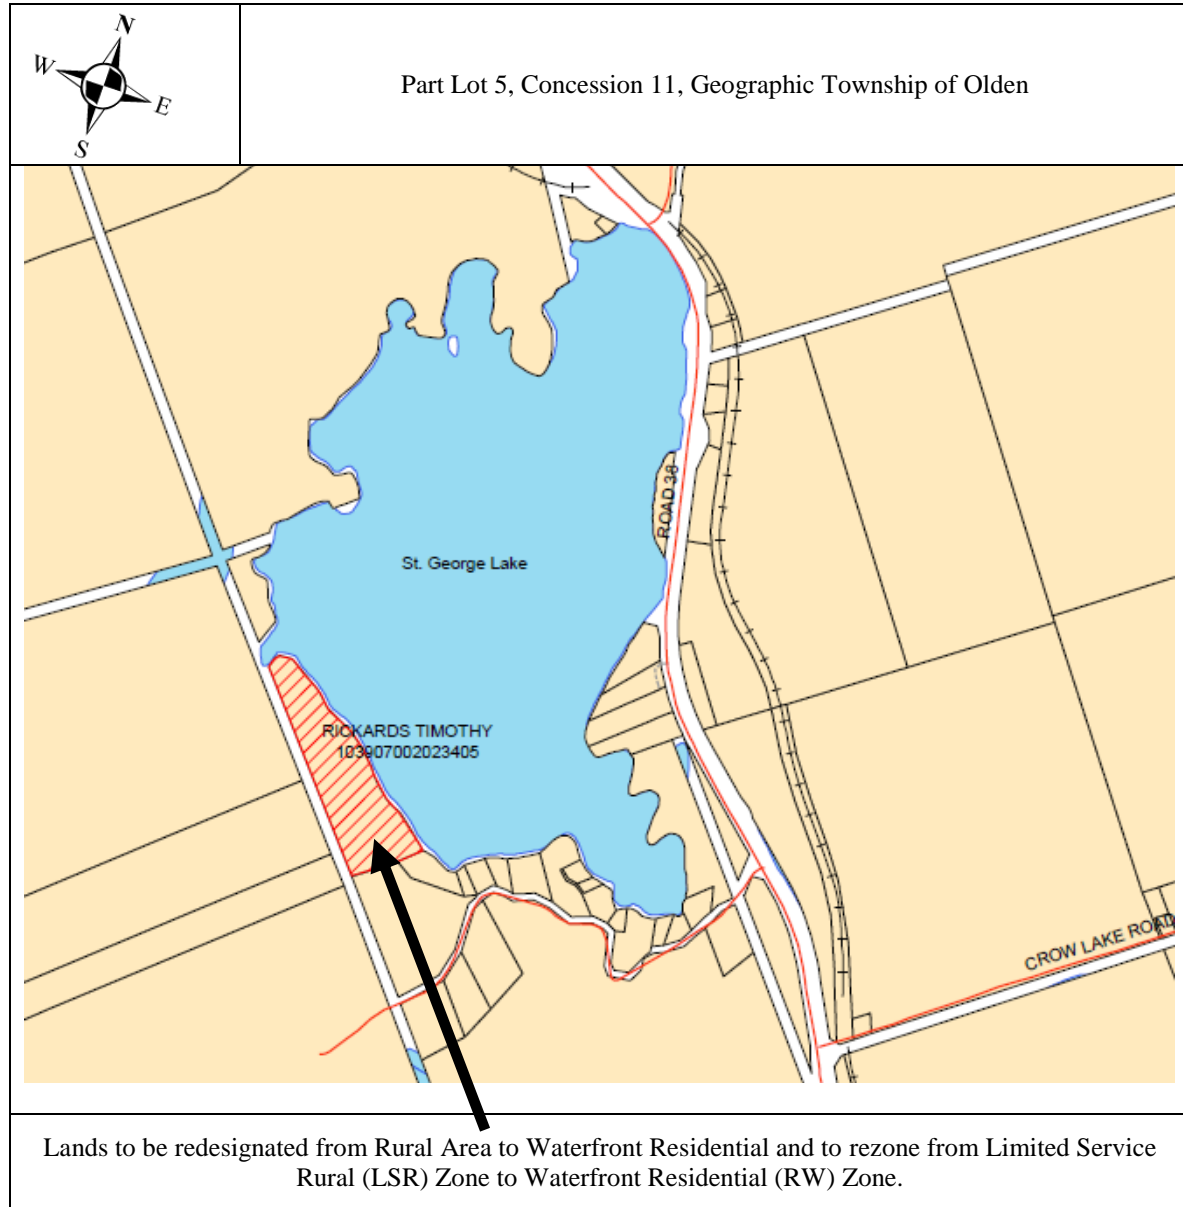 N
W
E
S
Part Lot 5, Concession 11, Geographic Township of Olden
ROAD 38
St. George Lake
RICKARDS TIMOTHY
103907002023405
CROW LAKE ROAD
Lands to be redesignated from Rural Area to Waterfront Residential and to rezone from Limited Service
Rural (LSR) Zone to Waterfront Residential (RW) Zone.